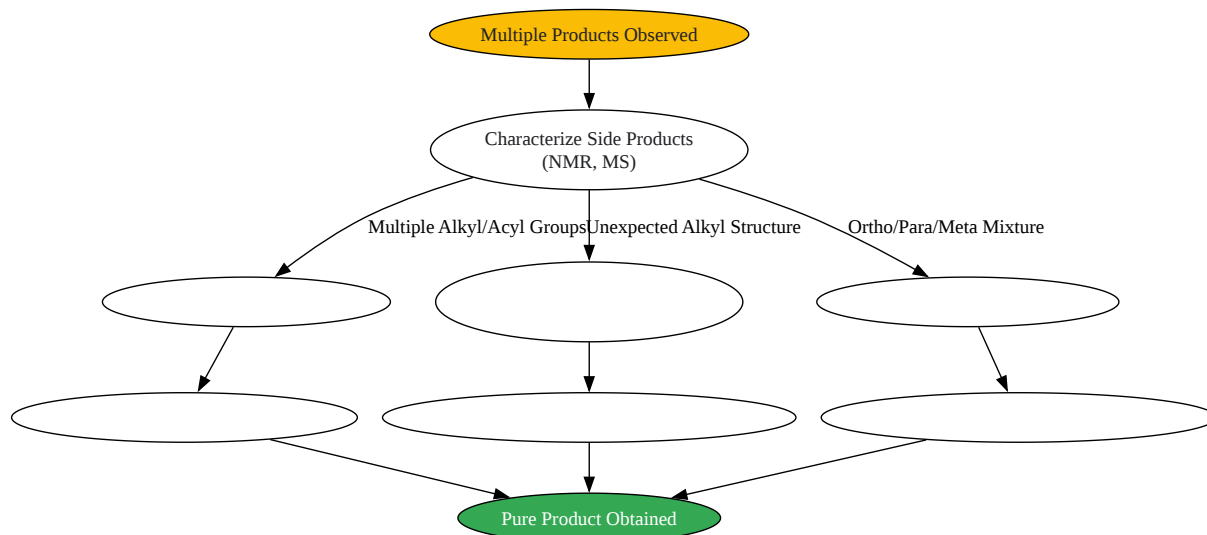 Multiple Products Observed
Characterize Side Products
(NMR, MS)
Multiple Alkyl/Acyl Groups
Unexpected Alkyl Structure
Ortho/Para/Meta Mixture
Pure Product Obtained